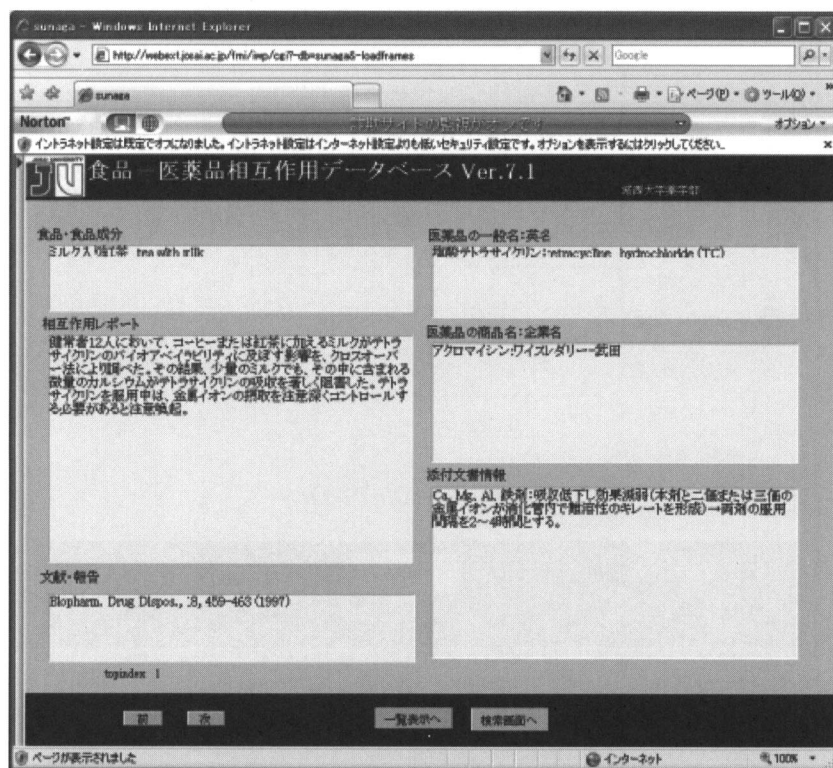 sunaga - Windows Internet Explorer
http://webext.josai.ac.jp/fmi/iwp/cgi?-db=sunaga&-loadframes
Google
sunaga
ページ(P)
ツール(O)
Norton
詐欺サイトの監視がオンです
オプション
イントラネット設定は既定でオフになりました。イントラネット設定はインターネット設定よりも低いセキュリティ設定です。オプションを表示するにはクリックしてください。
JU 食品－医薬品相互作用データベース Ver.7.1
城西大学薬学部
食品・食品成分
ミルク入り紅茶 tea with milk
相互作用レポート
健常者12人において、コーヒーまたは紅茶に加えるミルクがテトラ
サイクリンのバイオアベイラビリティに及ぼす影響を、クロスオーバ
ー法により調べた。その結果、少量のミルクでも、その中に含まれる
微量のカルシウムがテトラサイクリンの吸収を著しく阻害した。テトラ
サイクリンを服用中は、金属イオンの摂取を注意深くコントロールす
る必要があると注意喚起。
文献・報告
Biopharm. Drug Dispos., 18, 459-463 (1997)
topindex 1
医薬品の一般名：英名
塩酸テトラサイクリン:tetracycline hydrochloride (TC)
医薬品の商品名：企業名
アクロマイシン:ワイスレダリー－武田
添付文書情報
Ca, Mg, Al, 鉄剤:吸収低下し効果減弱(本剤と二価または三価の
金属イオンが消化管内で難溶性のキレートを形成)→両剤の服用
間隔を2～4時間とする。
前
次
一覧表示へ
検索画面へ
ページが表示されました
インターネット
100%